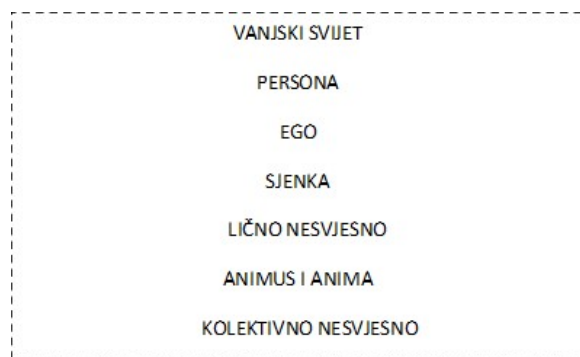 VANJSKI SVIJET
PERSONA
EGO
SJENKA
LIČNO NESVJESNO
ANIMUS I ANIMA
KOLEKTIVNO NESVJESNO